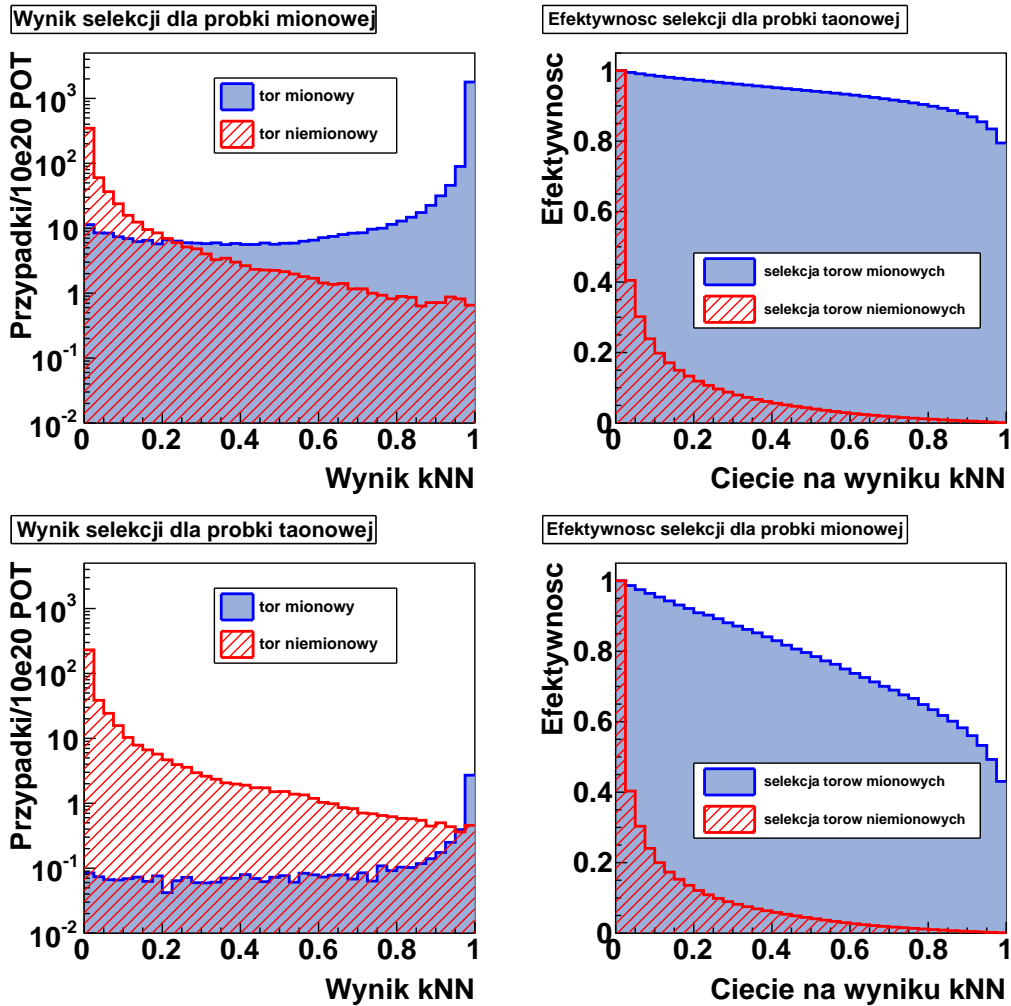 Wynik selekcji dla probki mionowej
Przypadki/10e20 POT
10^3
10^2
10
1
10^-1
10^-2
tor mionowy
tor niemionowy
0 0.2 0.4 0.6 0.8 1
Wynik kNN
Efektywnosc selekcji dla probki taonowej
Efektywnosc
1
0.8
0.6
0.4
0.2
0
selekcja torow mionowych
selekcja torow niemionowych
0 0.2 0.4 0.6 0.8 1
Ciecie na wyniku kNN
Wynik selekcji dla probki taonowej
Przypadki/10e20 POT
10^3
10^2
10
1
10^-1
10^-2
tor mionowy
tor niemionowy
0 0.2 0.4 0.6 0.8 1
Wynik kNN
Efektywnosc selekcji dla probki mionowej
Efektywnosc
1
0.8
0.6
0.4
0.2
0
selekcja torow mionowych
selekcja torow niemionowych
0 0.2 0.4 0.6 0.8 1
Ciecie na wyniku kNN